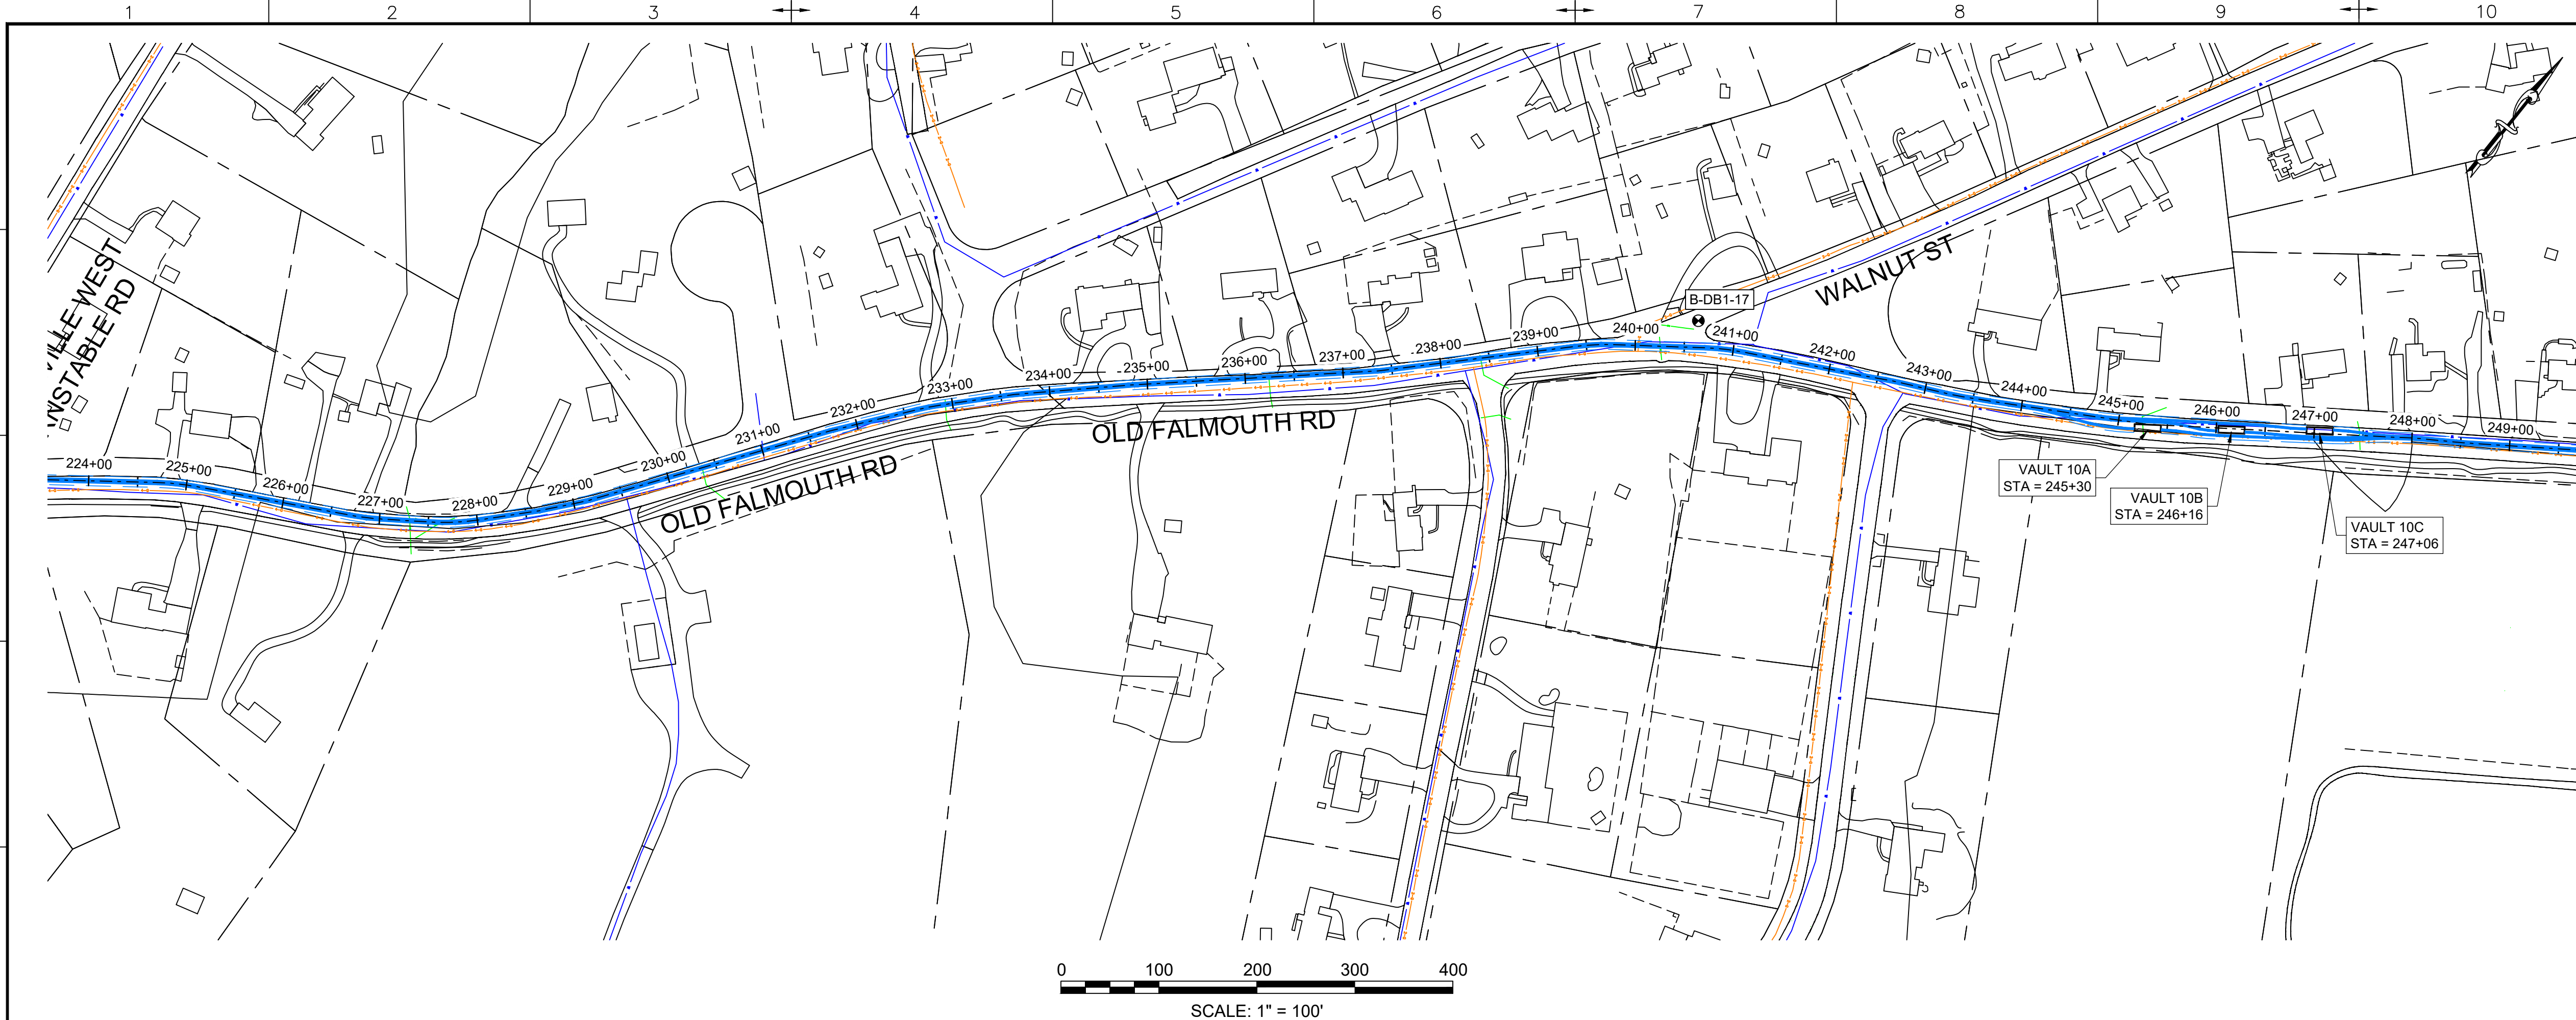 1 2 3 4 5 6 7 8 9 10
B-DB1-17
WALNUT ST
240+00 241+00
239+00
238+00 242+00
237+00
236+00 243+00
235+00
234+00 244+00
233+00
232+00 245+00 246+00 247+00 248+00 249+00
231+00
230+00
224+00 225+00 226+00 227+00 228+00 229+00
OLD FALMOUTH RD
OLD FALMOUTH RD
ILLE WEST
NSTABLE RD
VAULT 10A
STA = 245+30
VAULT 10B
STA = 246+16
VAULT 10C
STA = 247+06
0 100 200 300 400
SCALE: 1" = 100'